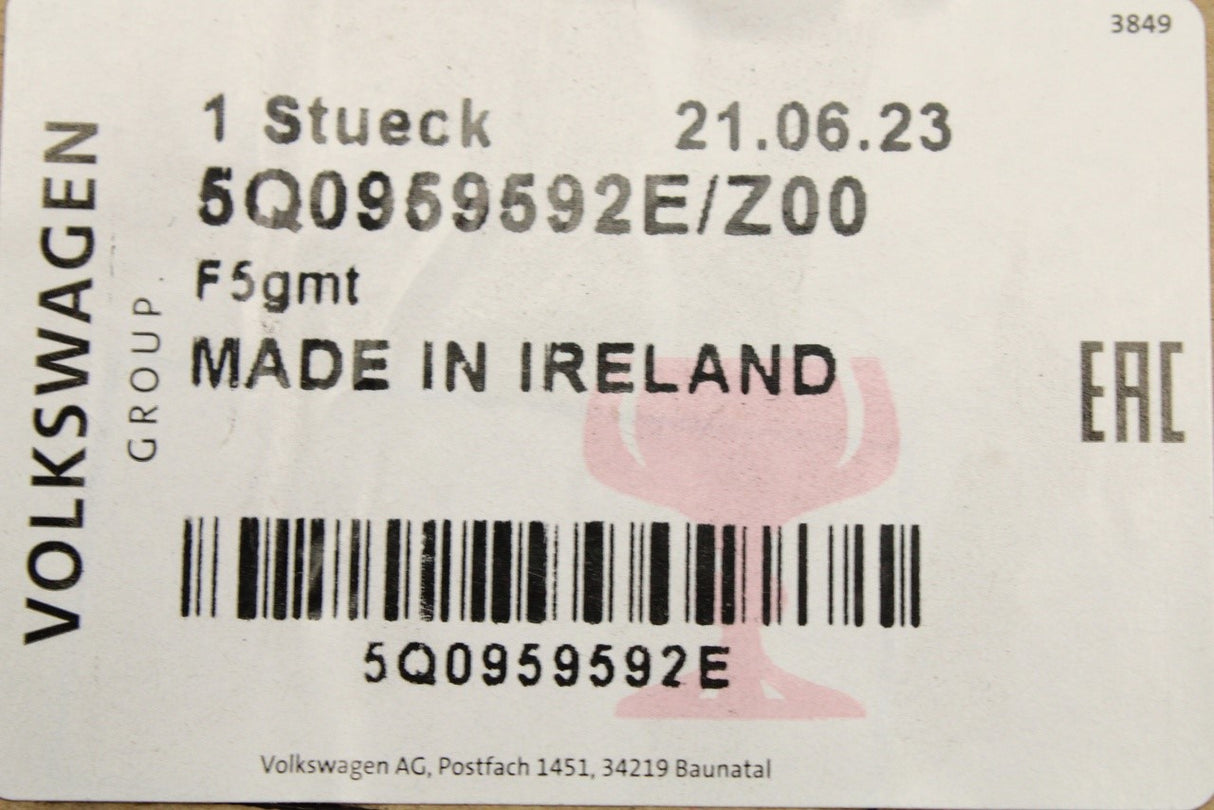 3849
VOLKSWAGEN
GROUP
1 Stueck 21.06.23
5Q0959592E/Z00
F5gmt
MADE IN IRELAND
EAC
5Q0959592E
Volkswagen AG, Postfach 1451, 34219 Baunatal